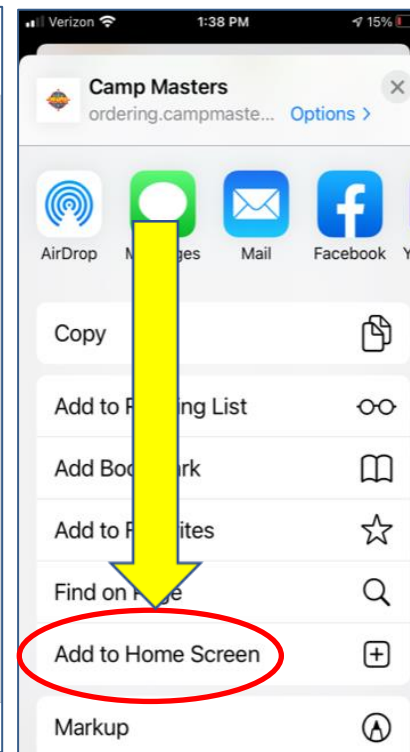 Verizon 1:38 PM 15%
Camp Masters
ordering.campmaste... Options >
AirDrop Mail Facebook
Copy
Add to List
Add
Add to
Find on
Add to Home Screen
Markup